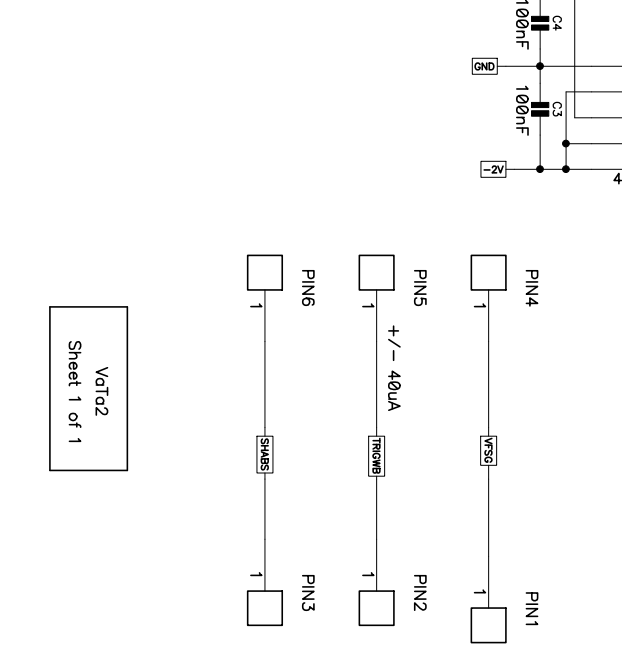 C4
100nF
GND
C3
100nF
-2V
4
PIN4
1
VFSG
1
PIN1
PIN5
1
+/- 40uA
TRIGWB
1
PIN2
PIN6
1
SHABS
1
PIN3
VaTa2
Sheet 1 of 1